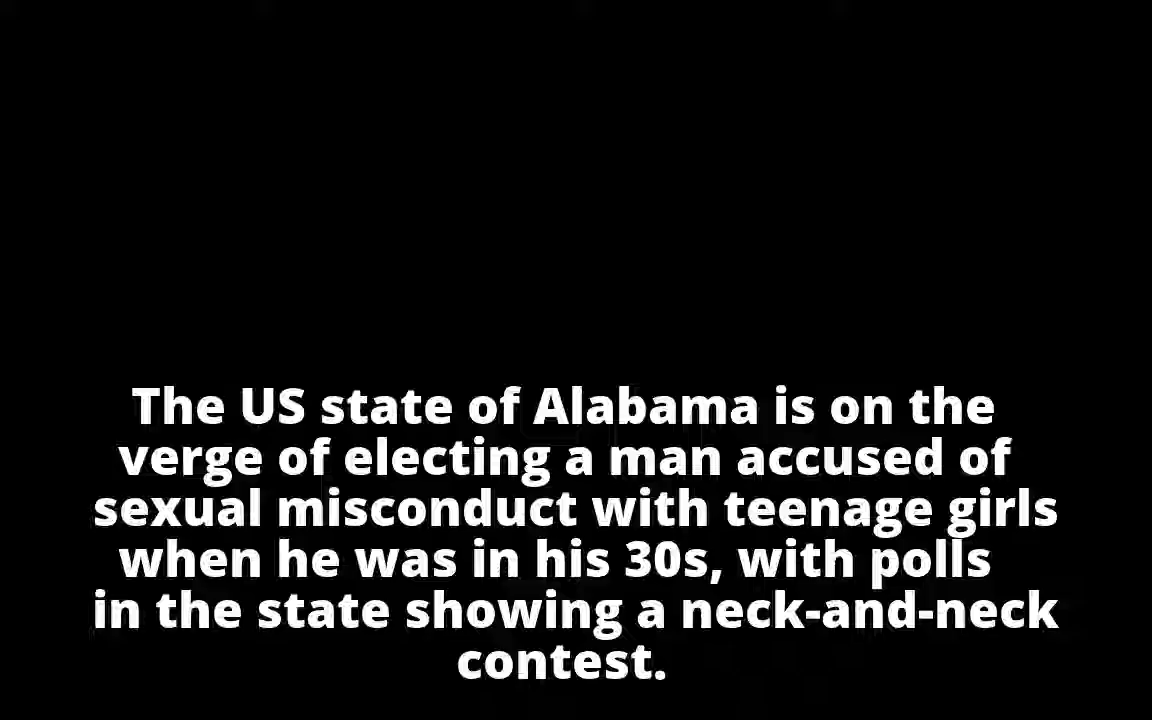 The US state of Alabama is on the
verge of electing a man accused of
sexual misconduct with teenage girls
when he was in his 30s, with polls
in the state showing a neck-and-neck
contest.